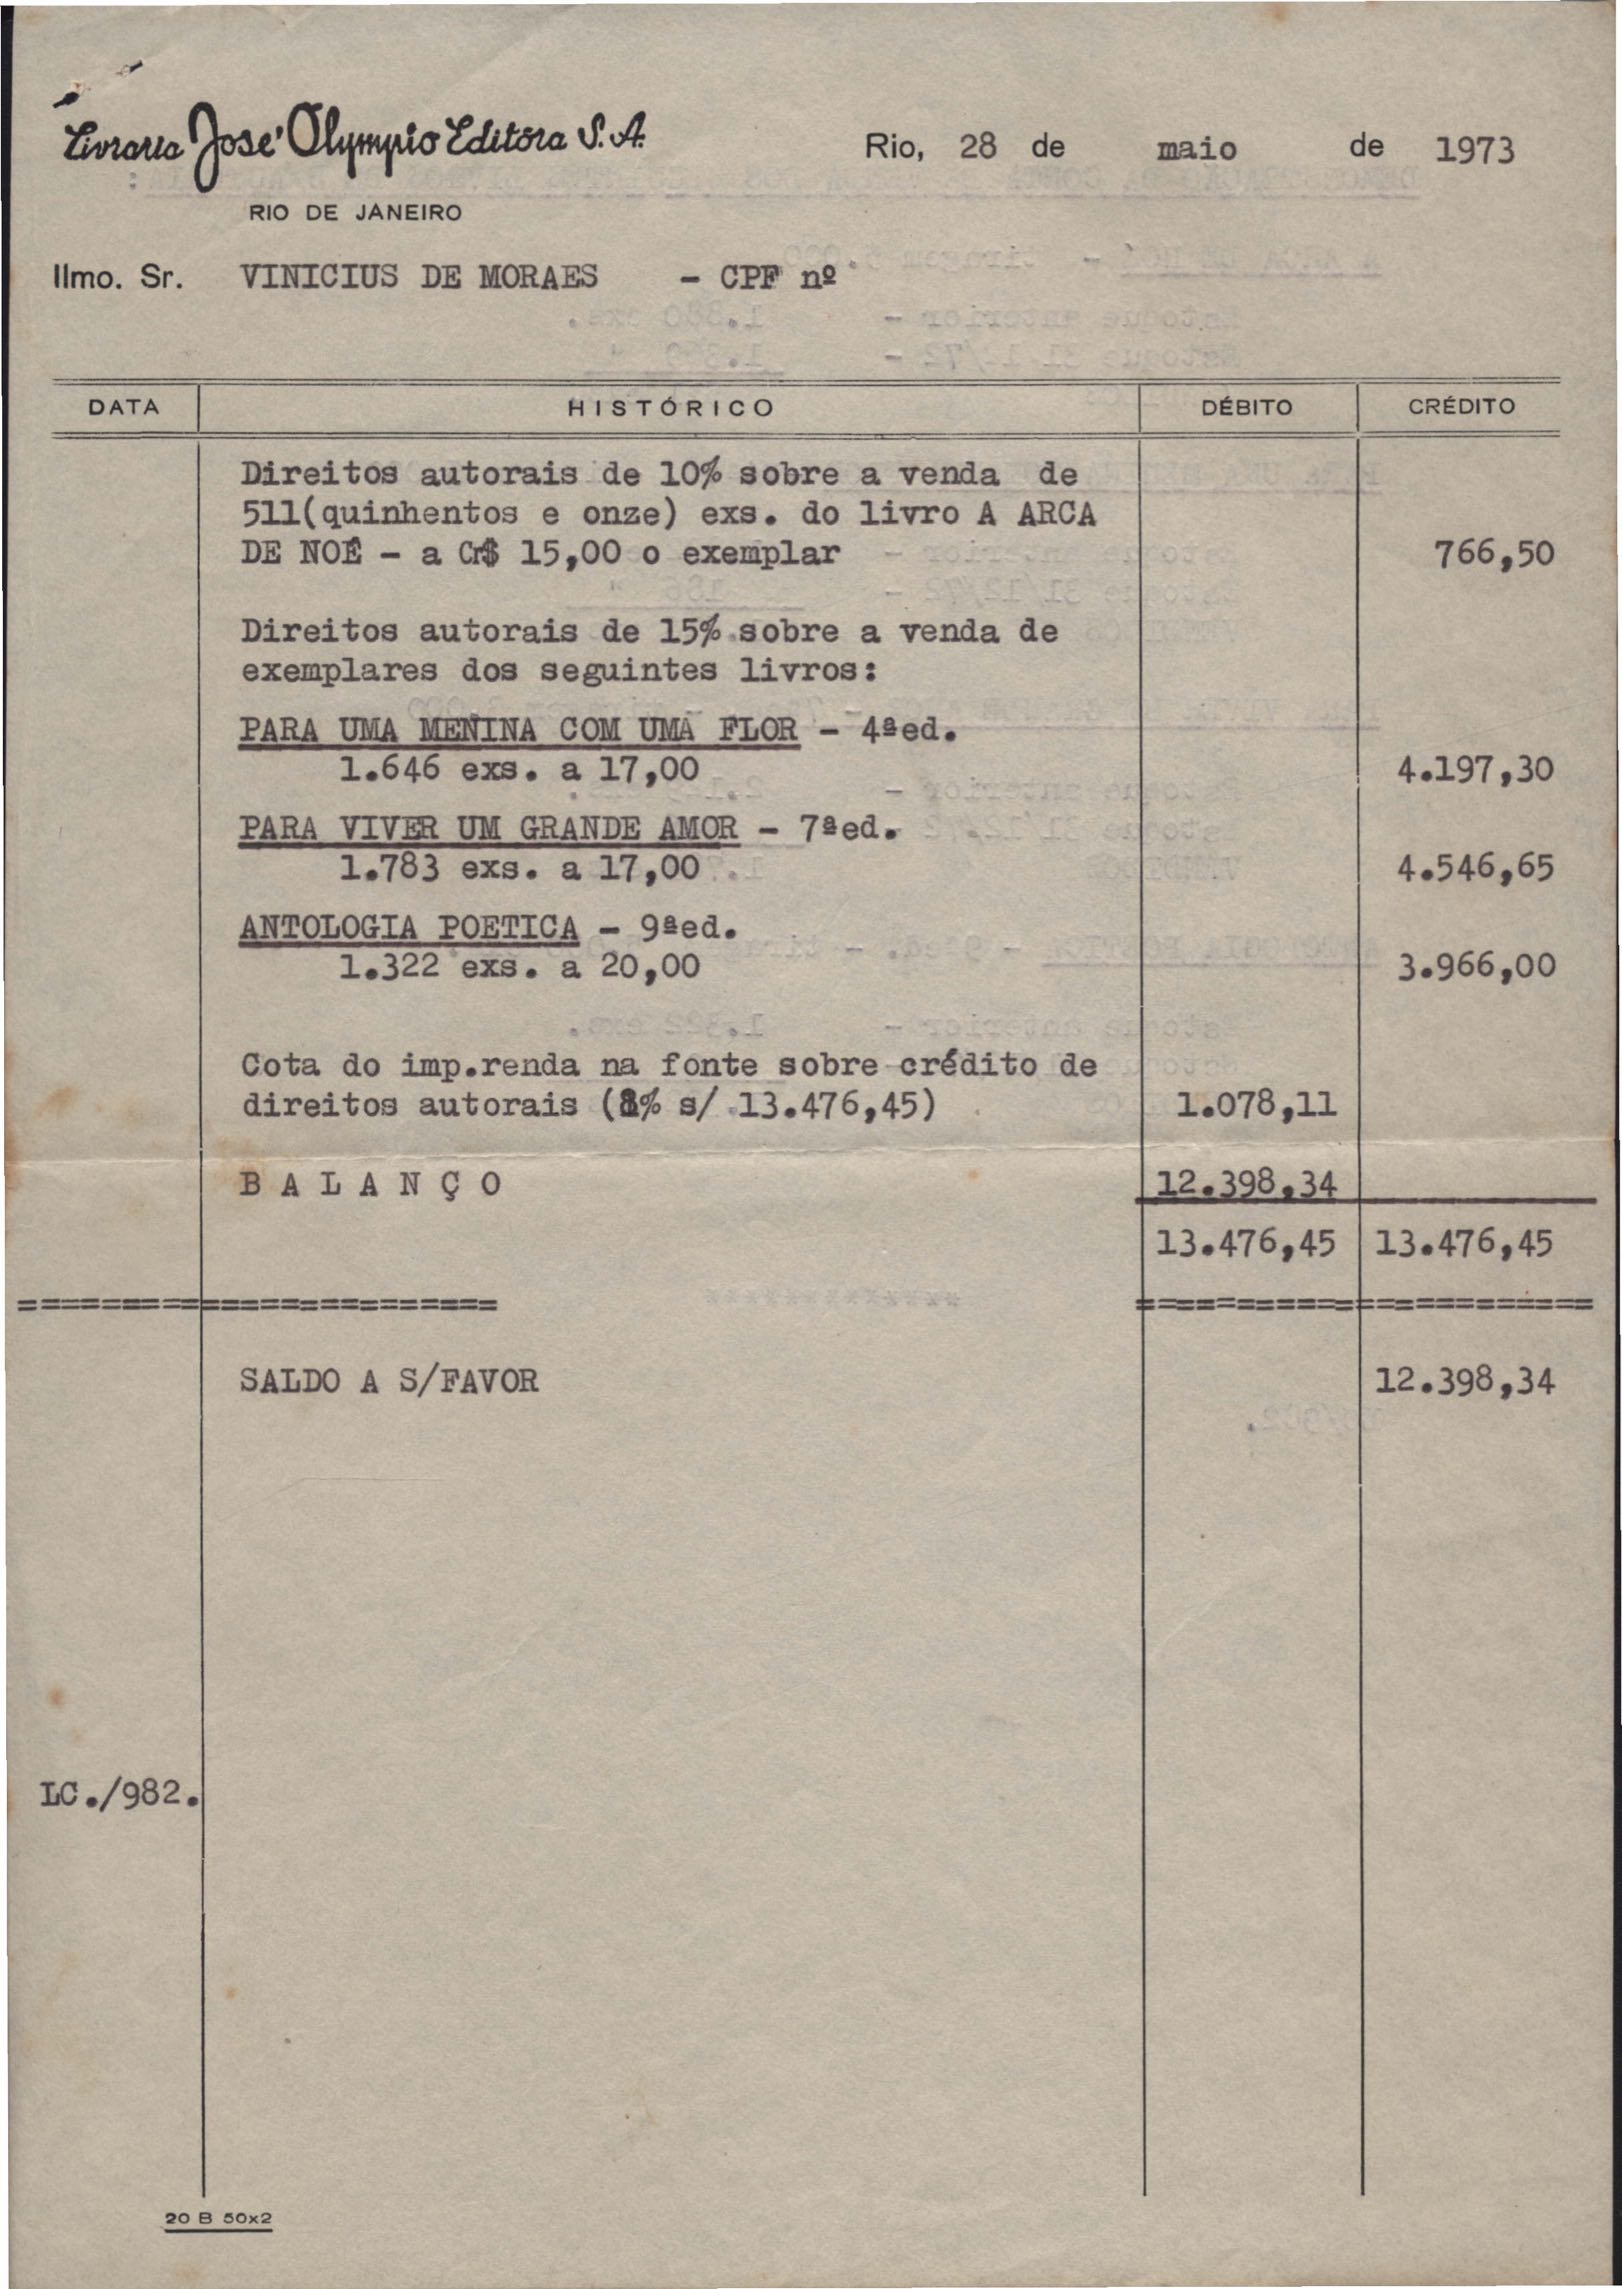 Livraria José Olympio Editôra S.A.
Rio, 28 de maio de 1973
RIO DE JANEIRO
Ilmo. Sr. VINICIUS DE MORAES - CPF nº
DATA HISTÓRICO DÉBITO CRÉDITO
Direitos autorais de 10% sobre a venda de
511(quinhentos e onze) exs. do livro A ARCA
DE NOÉ - a Cr$ 15,00 o exemplar 766,50
Direitos autorais de 15% sobre a venda de
exemplares dos seguintes livros:
PARA UMA MENINA COM UMA FLOR - 4ªed.
1.646 exs. a 17,00 4.197,30
PARA VIVER UM GRANDE AMOR - 7ªed.
1.783 exs. a 17,00 4.546,65
ANTOLOGIA POETICA - 9ªed.
1.322 exs. a 20,00 3.966,00
Cota do imp.renda na fonte sobre crédito de
direitos autorais (8% s/ 13.476,45) 1.078,11
B A L A N Ç O 12.398,34
13.476,45 13.476,45
SALDO A S/FAVOR 12.398,34
LC./982.
20 B 50x2